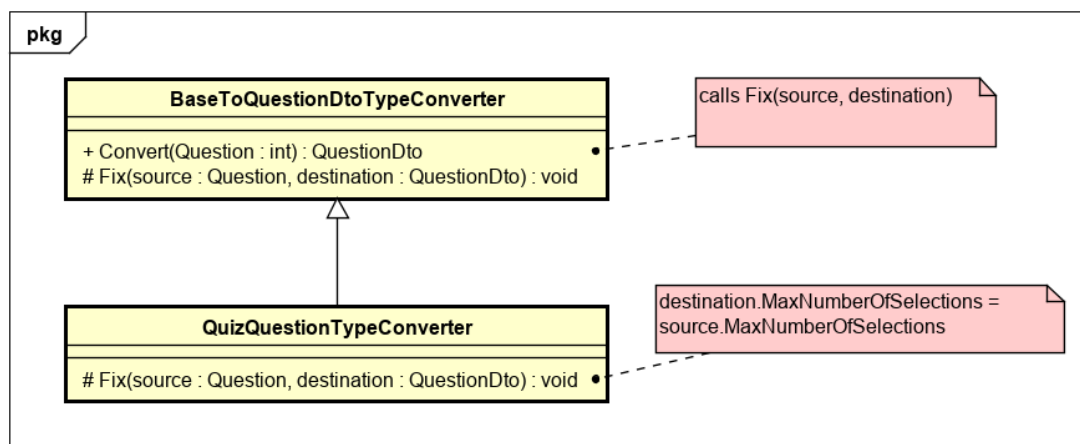 pkg
BaseToQuestionDtoTypeConverter
calls Fix(source, destination)
+ Convert(Question : int) : QuestionDto
# Fix(source : Question, destination : QuestionDto) : void
destination.MaxNumberOfSelections =
source.MaxNumberOfSelections
QuizQuestionTypeConverter
# Fix(source : Question, destination : QuestionDto) : void